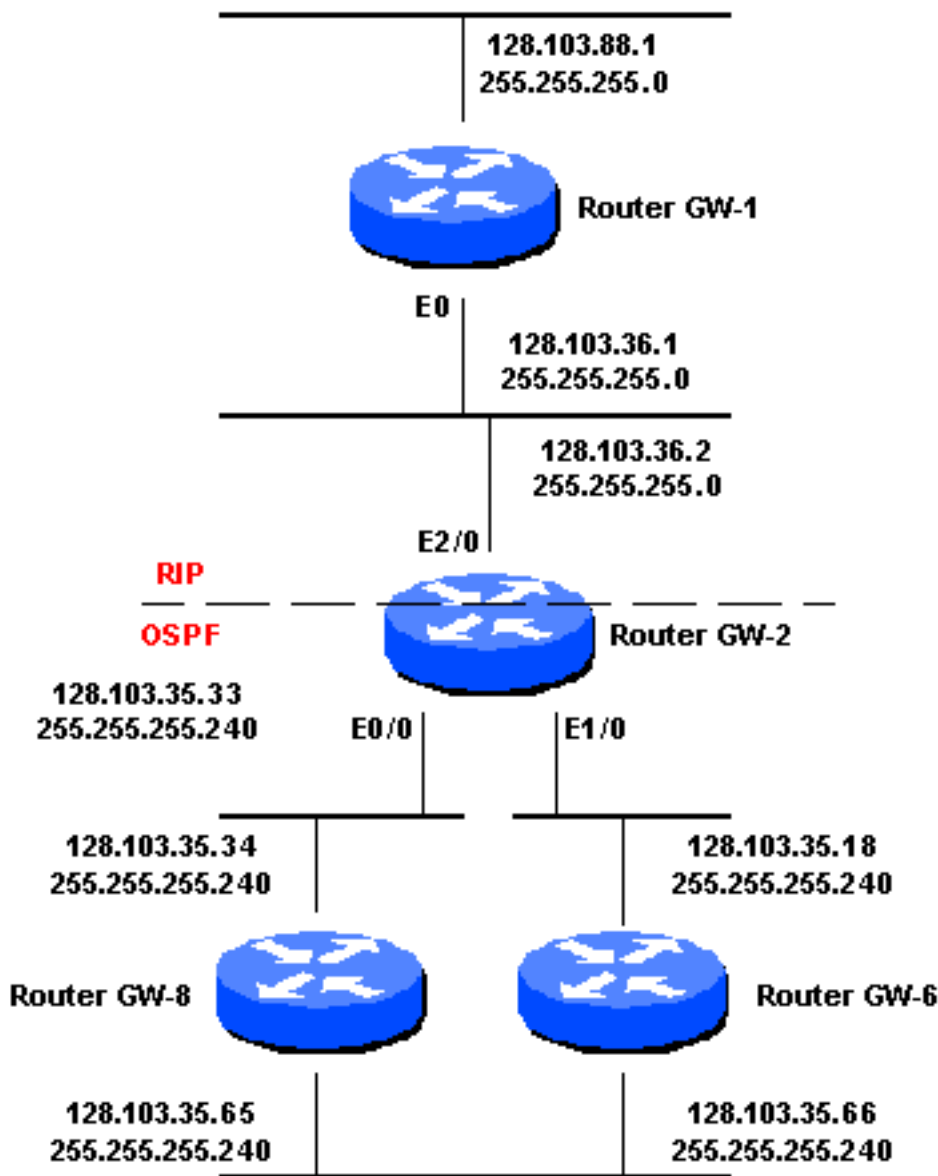 128.103.88.1
255.255.255.0
Router GW-1
E0
128.103.36.1
255.255.255.0
128.103.36.2
255.255.255.0
E2/0
RIP
OSPF
Router GW-2
128.103.35.33
255.255.255.240
E0/0
E1/0
128.103.35.34
255.255.255.240
128.103.35.18
255.255.255.240
Router GW-8
Router GW-6
128.103.35.65
255.255.255.240
128.103.35.66
255.255.255.240